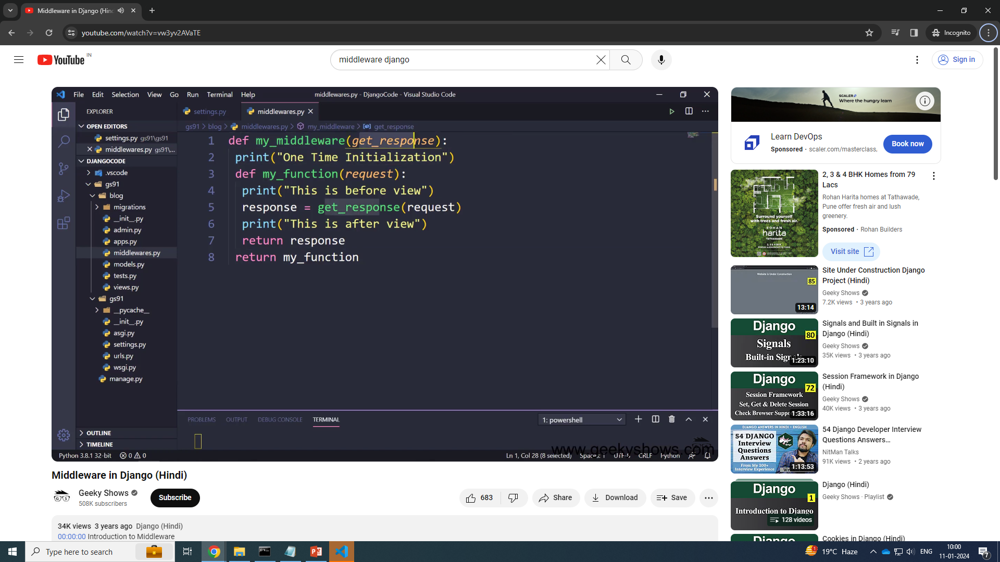 Middleware in Django (Hin
youtube.com/watch?v=vw3yv2AVaTE
Incognito
YouTube IN
middleware django
Sign in
File Edit Selection View Go Run Terminal Help
middlewares.py - DjangoCode - Visual Studio Code
EXPLORER
settings.py
middlewares.py
OPEN EDITORS
settings.py gs91\gs91
middlewares.py gs91\...
DJANGOCODE
.vscode
gs91
blog
migrations
__init__.py
admin.py
apps.py
middlewares.py
models.py
tests.py
views.py
gs91
__pycache__
__init__.py
asgi.py
settings.py
urls.py
wsgi.py
manage.py
OUTLINE
TIMELINE
gs91 > blog > middlewares.py > my_middleware > get_response
1 def my_middleware(get_response):
2 print("One Time Initialization")
3 def my_function(request):
4 print("This is before view")
5 response = get_response(request)
6 print("This is after view")
7 return response
8 return my_function
PROBLEMS OUTPUT DEBUG CONSOLE TERMINAL
1: powershell
www.geekyshows.com
Python 3.8.1 32-bit 0 0
Ln 1, Col 28 (8 selected) Spaces: 1 UTF-8 CRLF Python
Middleware in Django (Hindi)
Geeky Shows
508K subscribers
Subscribe
683
Share
Download
Save
34K views 3 years ago Django (Hindi)
00:00:00 Introduction to Middleware
SCALER
Where the hungry learn
Learn DevOps
Sponsored · scaler.com/masterclass,
Book now
Surround yourself
with trees and fresh air.
ROHAN
harita
TATHAWADE
2, 3 & 4 BHK Homes from 79
Lacs
Rohan Harita homes at Tathawade,
Pune offer fresh air and lush
greenery.
Sponsored · Rohan Builders
Visit site
Website is Under Construction
85
13:14
Site Under Construction Django
Project (Hindi)
Geeky Shows
7.2K views • 3 years ago
Django
80
Signals
1:23:10
Signals and Built in Signals in
Django (Hindi)
Geeky Shows
35K views • 3 years ago
Django
72
Session Framework
Set, Get & Delete Session
1:33:16
Session Framework in Django
(Hindi)
Geeky Shows
40K views • 3 years ago
DJANGO ANSWERS IN HINDI + ENGLISH
54 DJANGO
Interview
Questions
Answers
From My 200+
Interview Experience
1:13:53
54 Django Developer Interview
Questions Answers...
NitMan Talks
91K views • 2 years ago
Django
1
Introduction to Django
128 videos
Django (Hindi)
Geeky Shows · Playlist
Django
Cookies in Django (Hindi)
Type here to search
19°C Haze
ENG
10:00
11-01-2024
7